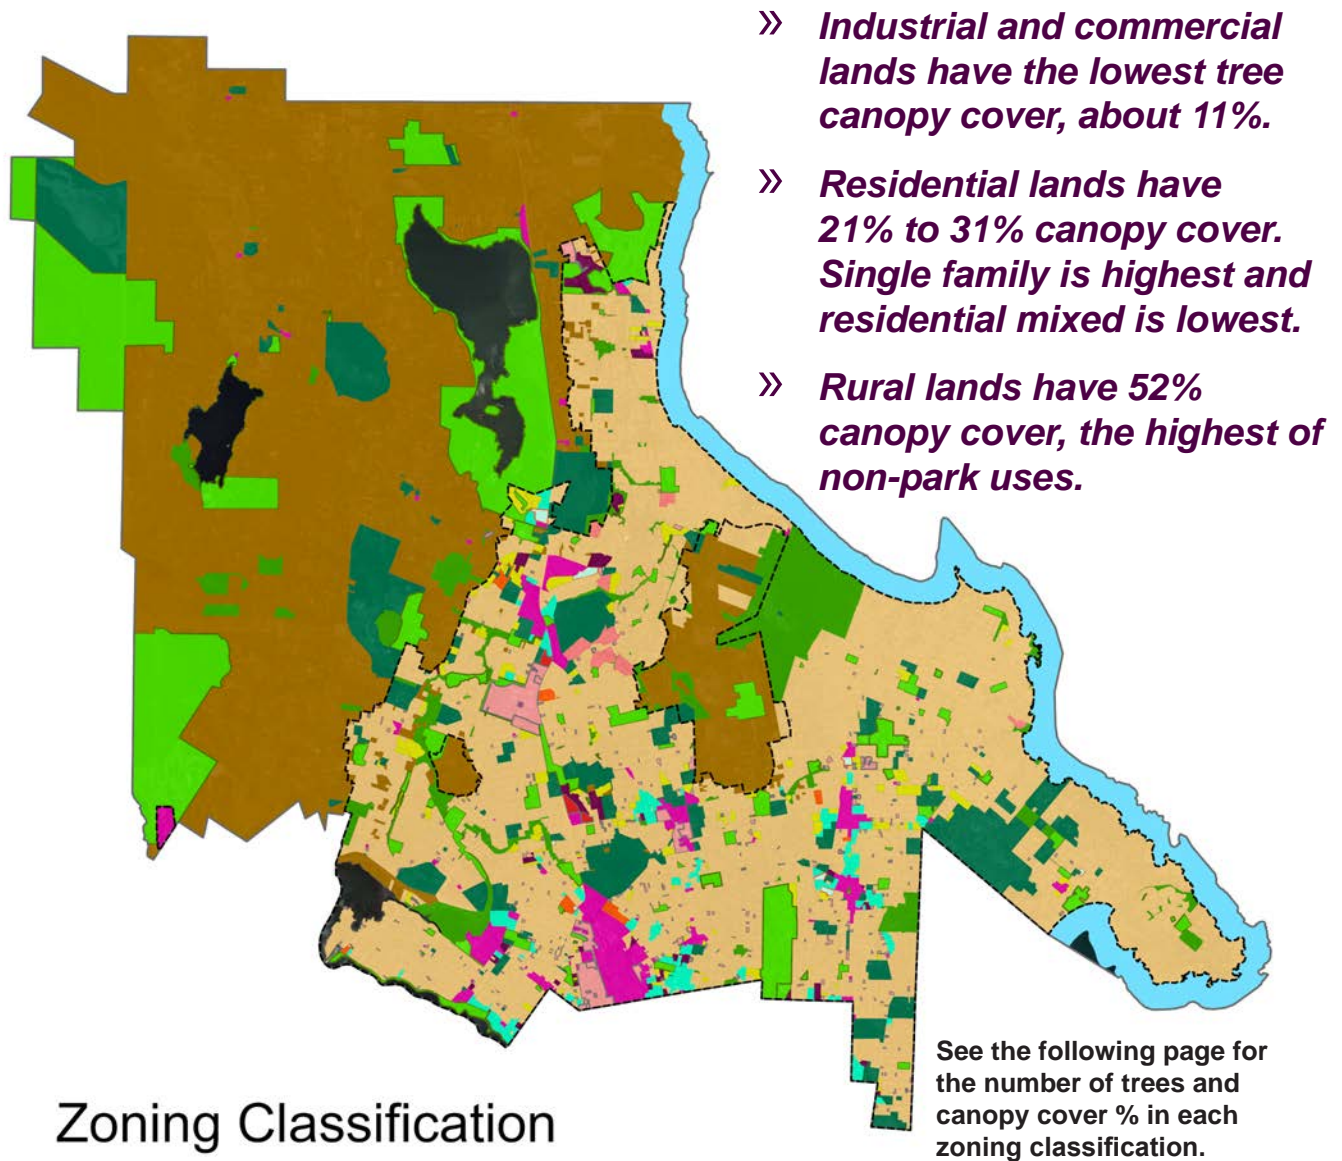 » Industrial and commercial
lands have the lowest tree
canopy cover, about 11%.
» Residential lands have
21% to 31% canopy cover.
Single family is highest and
residential mixed is lowest.
» Rural lands have 52%
canopy cover, the highest of
non-park uses.
See the following page for
the number of trees and
canopy cover % in each
zoning classification.
Zoning Classification